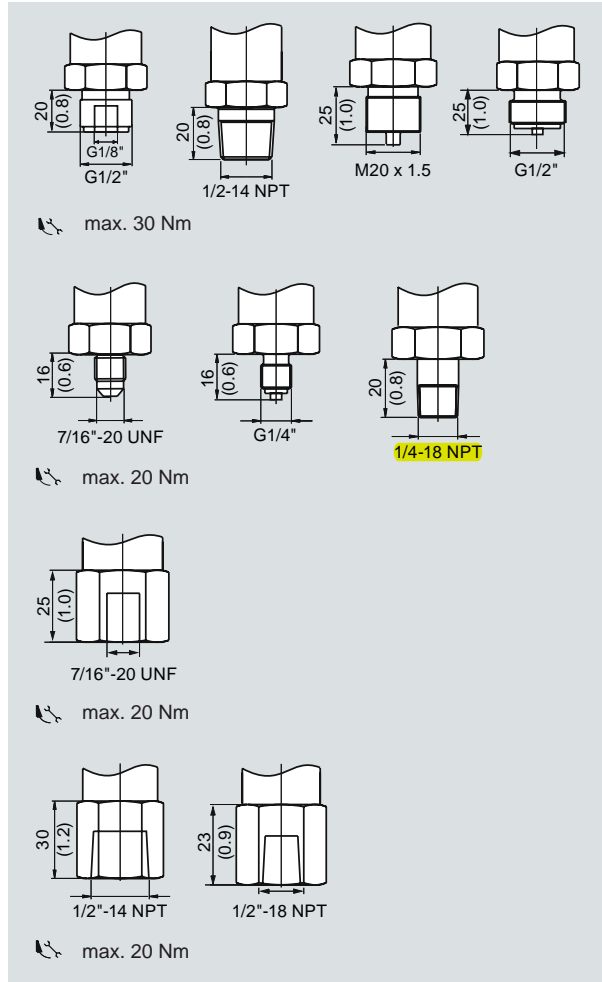 20
(0.8)
G1/8"
G1/2"
20
(0.8)
1/2-14 NPT
25
(1.0)
M20 x 1.5
25
(1.0)
G1/2"
max. 30 Nm
16
(0.6)
7/16"-20 UNF
16
(0.6)
G1/4"
20
(0.8)
1/4-18 NPT
max. 20 Nm
25
(1.0)
7/16"-20 UNF
max. 20 Nm
30
(1.2)
1/2"-14 NPT
23
(0.9)
1/2"-18 NPT
max. 20 Nm